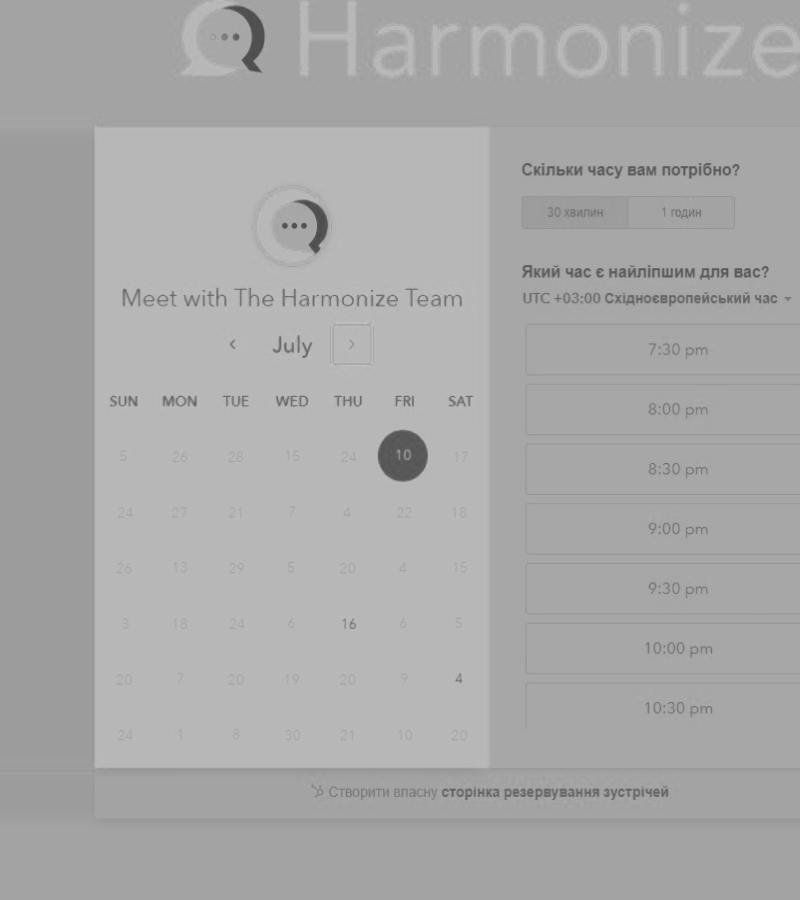 Harmonize
Meet with The Harmonize Team
July
SUN MON TUE WED THU FRI SAT
5 26 28 15 24 10 17
24 27 21 7 4 22 18
26 13 29 5 20 4 15
3 18 24 6 16 6 5
20 7 20 19 20 9 4
24 1 8 30 21 10 20
Скільки часу вам потрібно?
30 хвилин 1 годин
Який час є найліпшим для вас?
UTC +03:00 Східноєвропейський час
7:30 pm
8:00 pm
8:30 pm
9:00 pm
9:30 pm
10:00 pm
10:30 pm
Створити власну сторінка резервування зустрічей